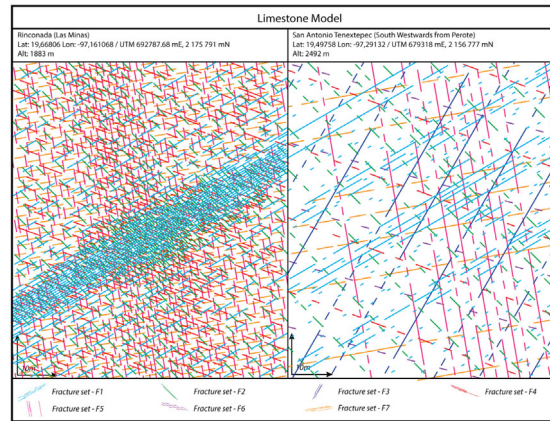 Limestone Model
Rinconada (Las Minas)
Lat: 19,66806 Lon: -97,161068 / UTM 692787.68 mE, 2 175 791 mN
Alt: 1883 m
San Antonio Tenextepec (South Westwards from Perote)
Lat: 19,49758 Lon: -97,29132 / UTM 679318 mE, 2 156 777 mN
Alt: 2492 m
10m
10m
Fracture set - F1
Fracture set - F2
Fracture set - F3
Fracture set - F4
Fracture set - F5
Fracture set - F6
Fracture set - F7